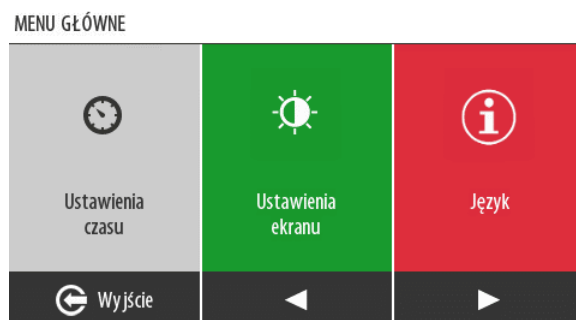 MENU GŁÓWNE
Ustawienia
czasu
Ustawienia
ekranu
Język
Wyjście